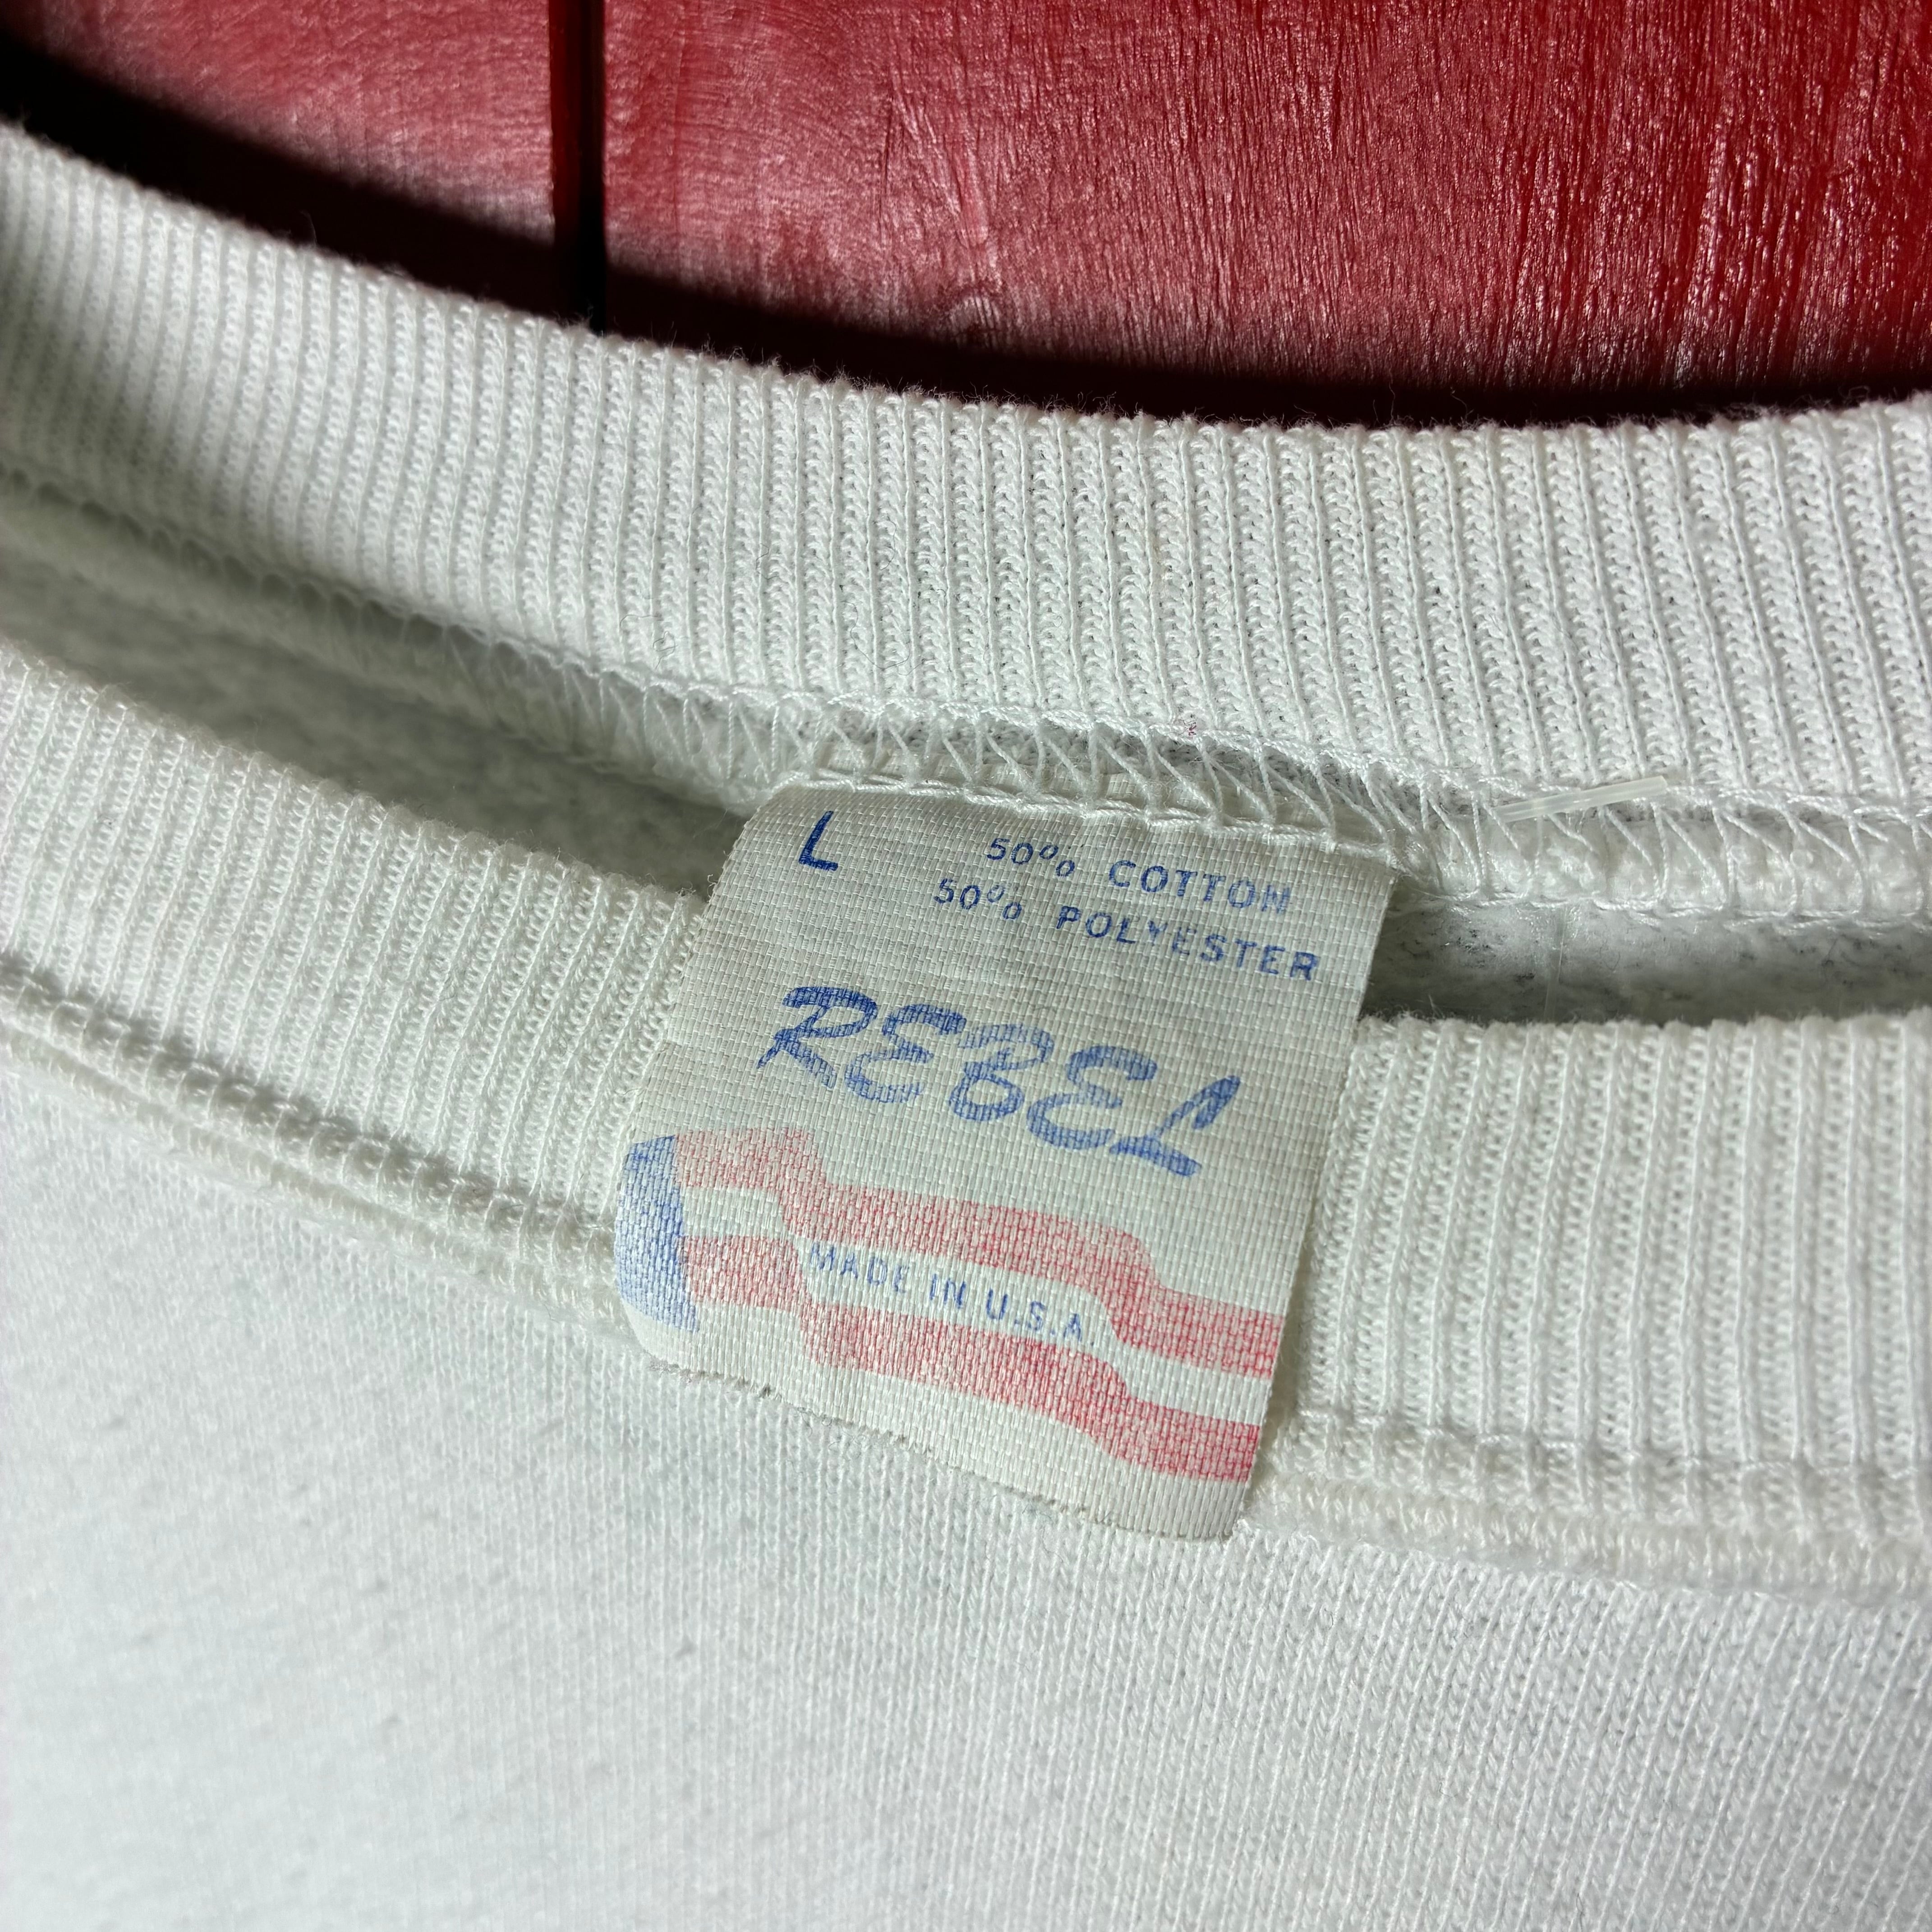 L
50% COTTON
50% POLYESTER
REBEL
MADE IN U.S.A